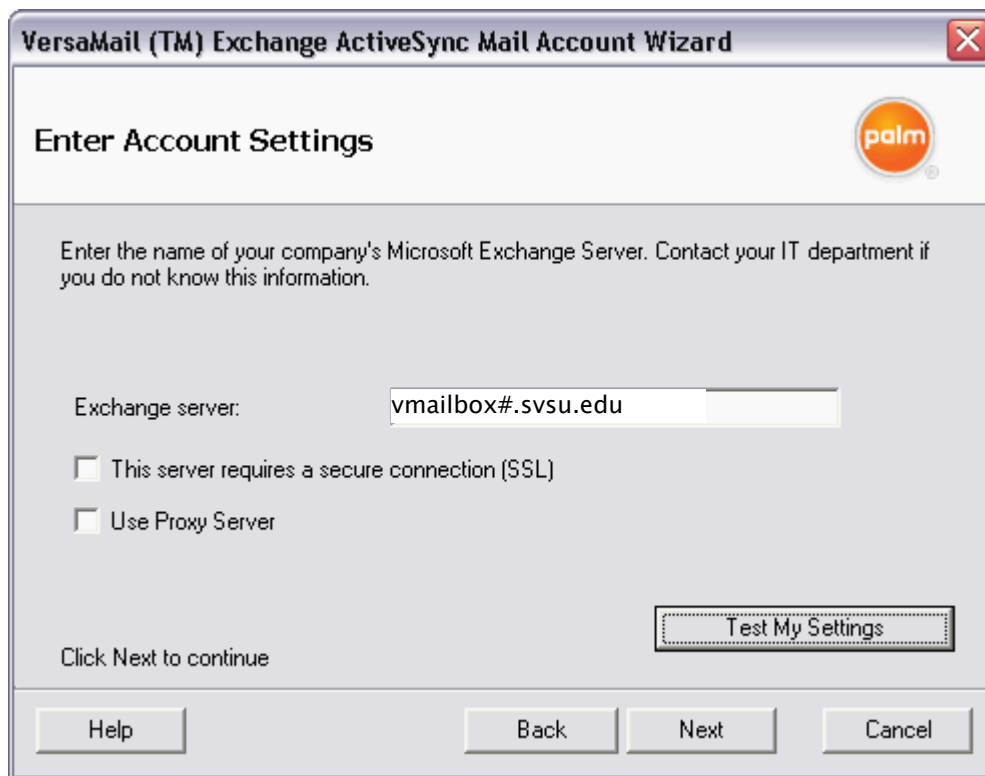 VersaMail (TM) Exchange ActiveSync Mail Account Wizard
Enter Account Settings
palm
®
Enter the name of your company's Microsoft Exchange Server. Contact your IT department if
you do not know this information.
Exchange server:
vmailbox#.svsu.edu
This server requires a secure connection (SSL)
Use Proxy Server
Test My Settings
Click Next to continue
Help
Back
Next
Cancel